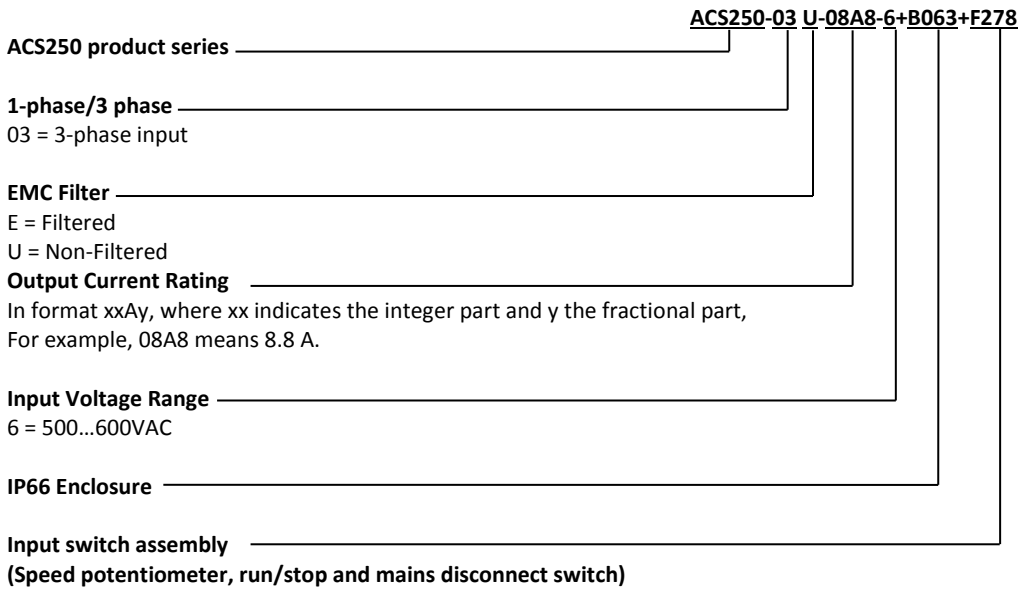 ACS250-03 U-08A8-6+B063+F278
ACS250 product series
1-phase/3 phase
03 = 3-phase input
EMC Filter
E = Filtered
U = Non-Filtered
Output Current Rating
In format xxAy, where xx indicates the integer part and y the fractional part,
For example, 08A8 means 8.8 A.
Input Voltage Range
6 = 500...600VAC
IP66 Enclosure
Input switch assembly
(Speed potentiometer, run/stop and mains disconnect switch)